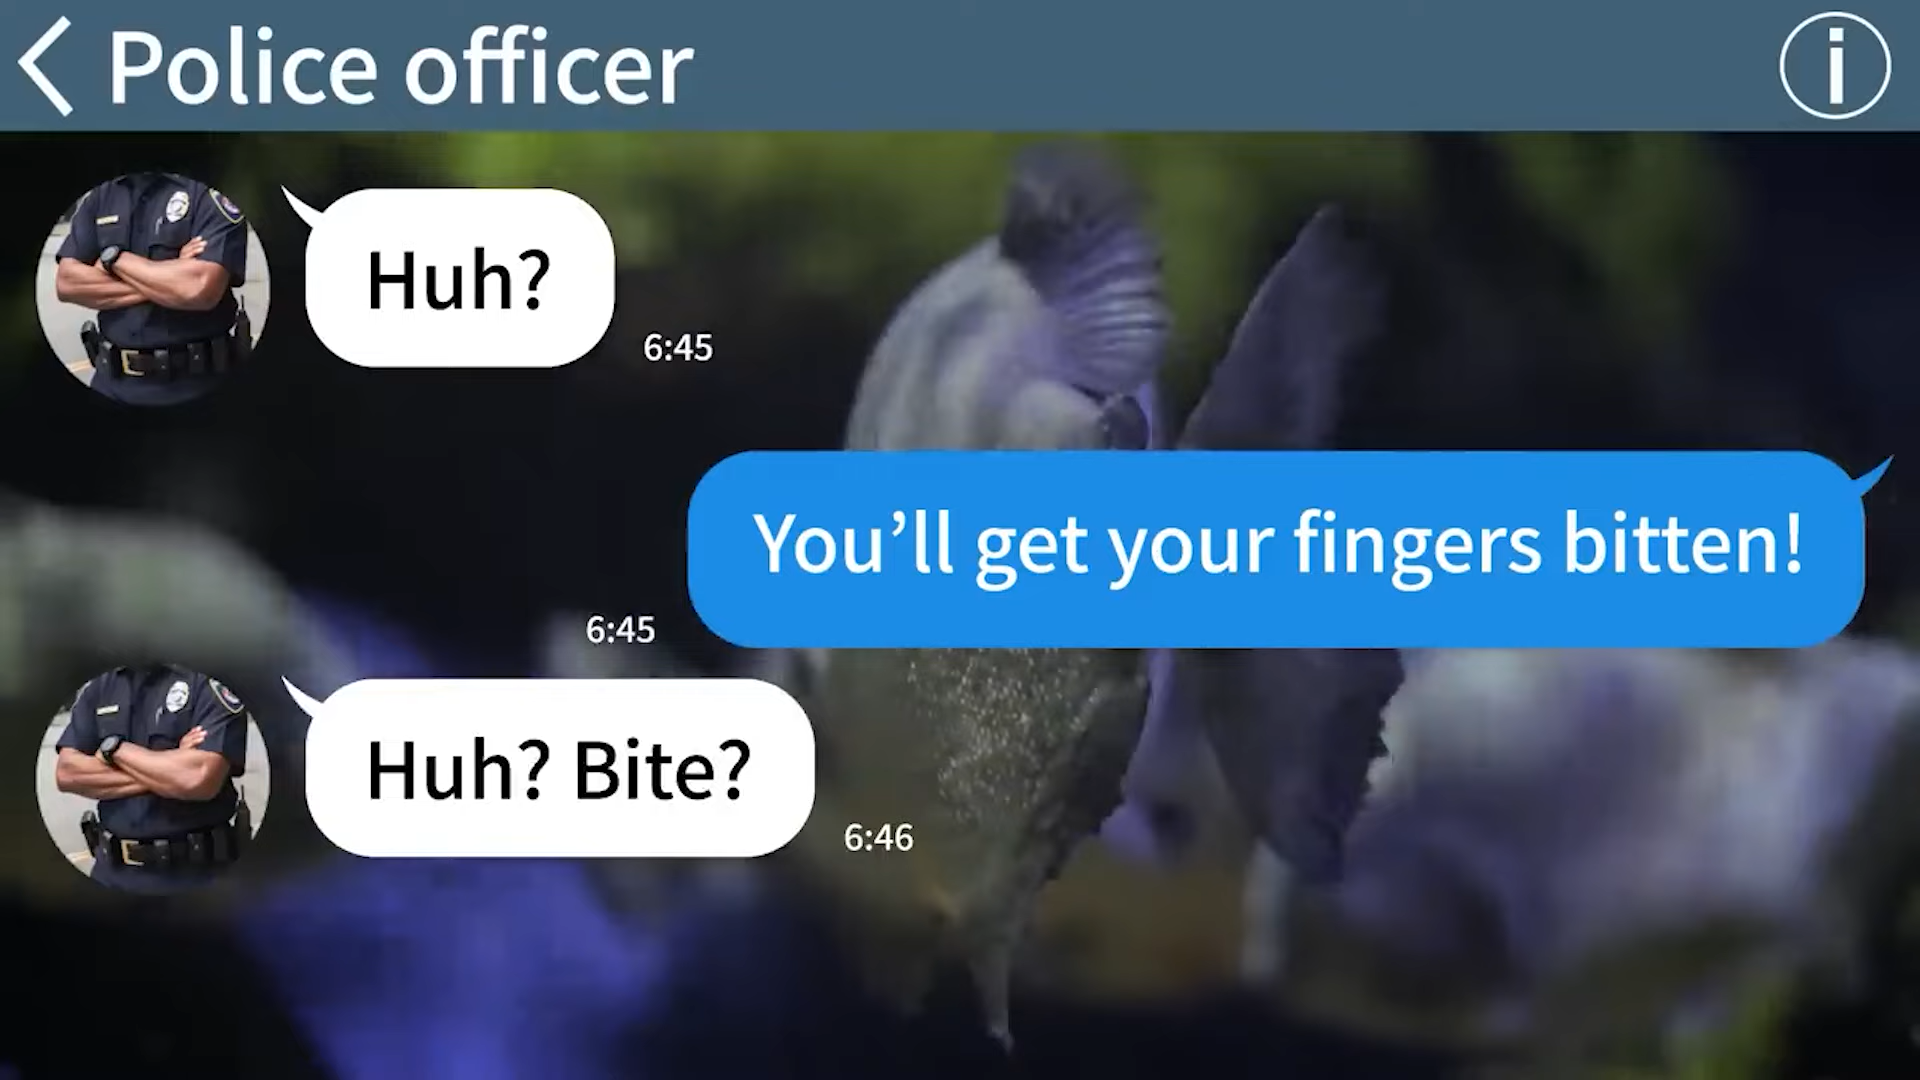 Police officer
Huh?
6:45
You’ll get your fingers bitten!
6:45
Huh? Bite?
6:46